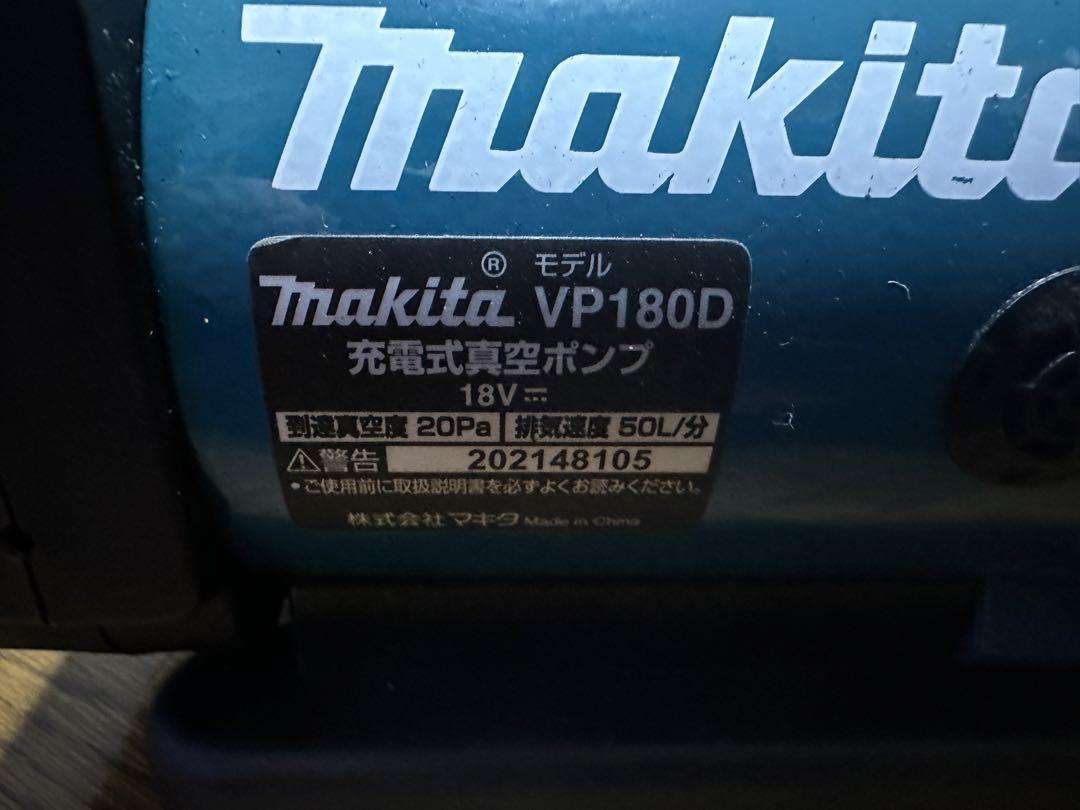 makita
® モデル
makita VP180D
充電式真空ポンプ
18V⎓
到達真空度 20Pa 排気速度 50L/分
⚠警告 202148105
•ご使用前に取扱説明書を必ずよくお読みください。
株式会社 マキタ Made in China